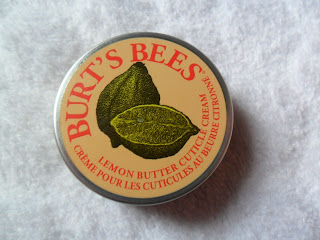 BURT'S BEES®
LEMON BUTTER CUTICLE CREAM
CRÈME POUR LES CUTICULES AU BEURRE CITRONNÉ